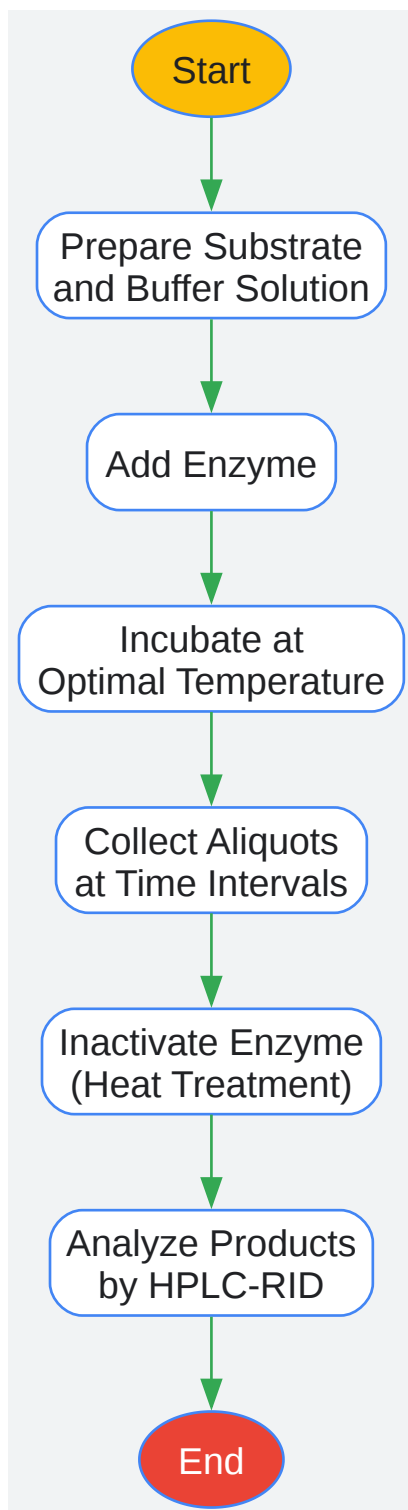 Start
Prepare Substrate
and Buffer Solution
Add Enzyme
Incubate at
Optimal Temperature
Collect Aliquots
at Time Intervals
Inactivate Enzyme
(Heat Treatment)
Analyze Products
by HPLC-RID
End